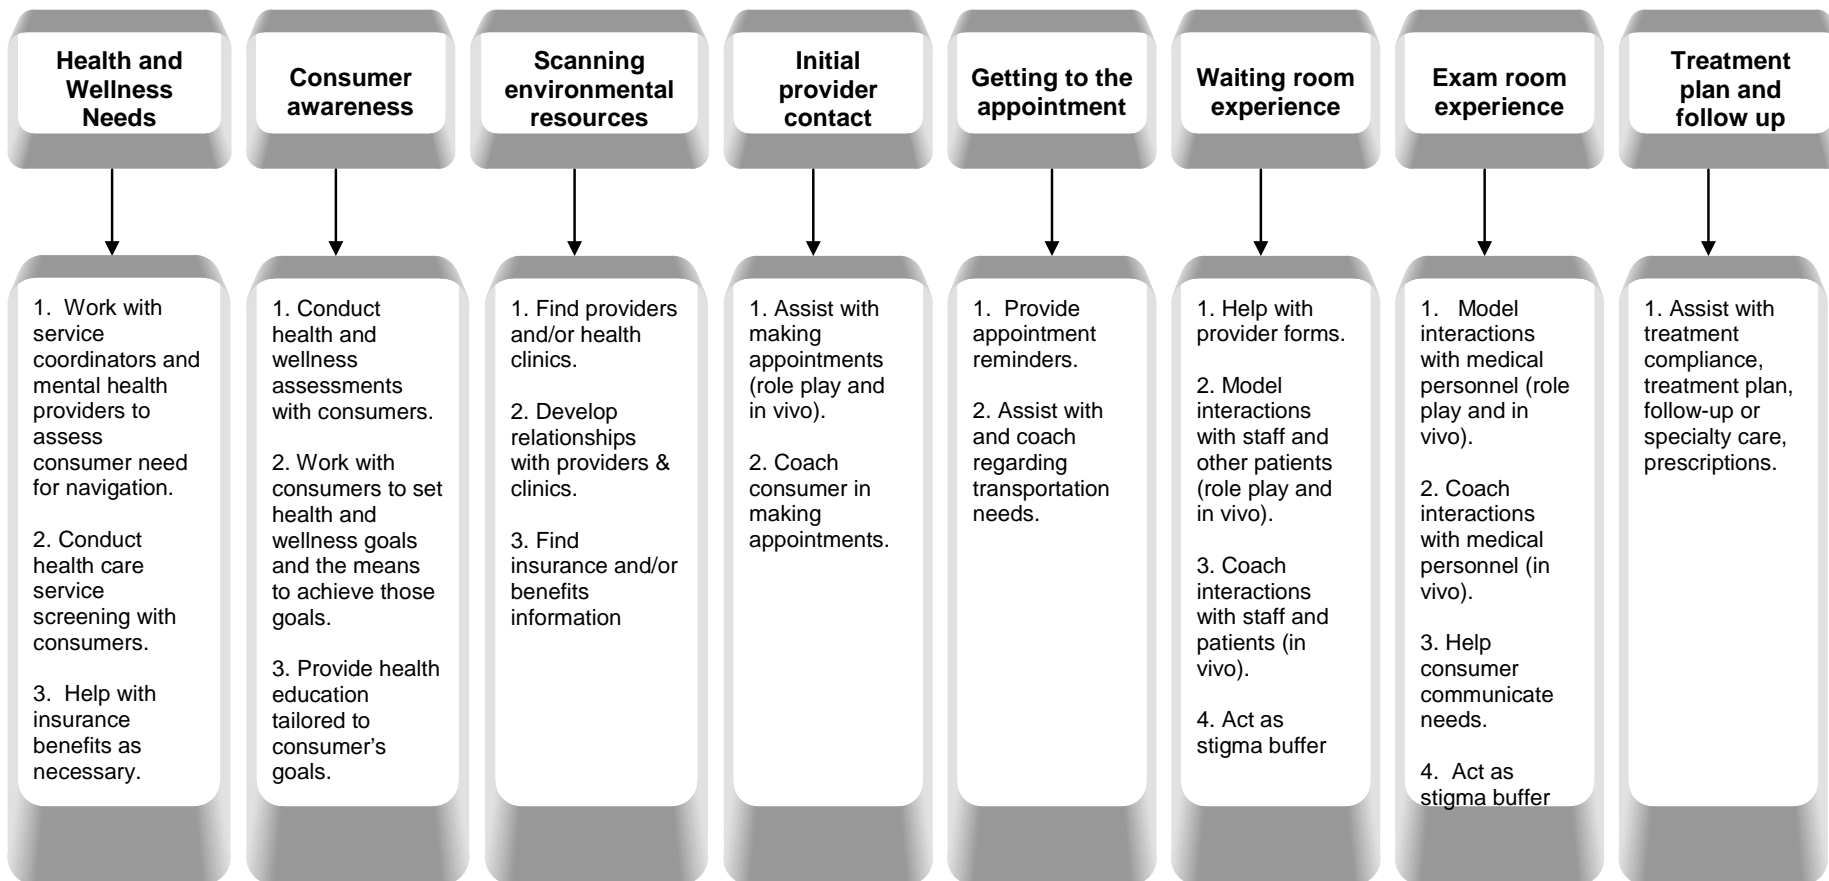 Health and
Wellness
Needs
Consumer
awareness
Scanning
environmental
resources
Initial
provider
contact
Getting to the
appointment
Waiting room
experience
Exam room
experience
Treatment
plan and
follow up
1. Work with
service
coordinators and
mental health
providers to
assess
consumer need
for navigation.
2. Conduct
health care
service
screening with
consumers.
3. Help with
insurance
benefits as
necessary.
1. Conduct
health and
wellness
assessments
with consumers.
2. Work with
consumers to set
health and
wellness goals
and the means
to achieve those
goals.
3. Provide health
education
tailored to
consumer’s
goals.
1. Find providers
and/or health
clinics.
2. Develop
relationships
with providers &
clinics.
3. Find
insurance and/or
benefits
information
1. Assist with
making
appointments
(role play and
in vivo).
2. Coach
consumer in
making
appointments.
1. Provide
appointment
reminders.
2. Assist with
and coach
regarding
transportation
needs.
1. Help with
provider forms.
2. Model
interactions
with staff and
other patients
(role play and
in vivo).
3. Coach
interactions
with staff and
patients (in
vivo).
4. Act as
stigma buffer
1. Model
interactions
with medical
personnel (role
play and in
vivo).
2. Coach
interactions
with medical
personnel (in
vivo).
3. Help
consumer
communicate
needs.
4. Act as
stigma buffer
1. Assist with
treatment
compliance,
treatment plan,
follow-up or
specialty care,
prescriptions.